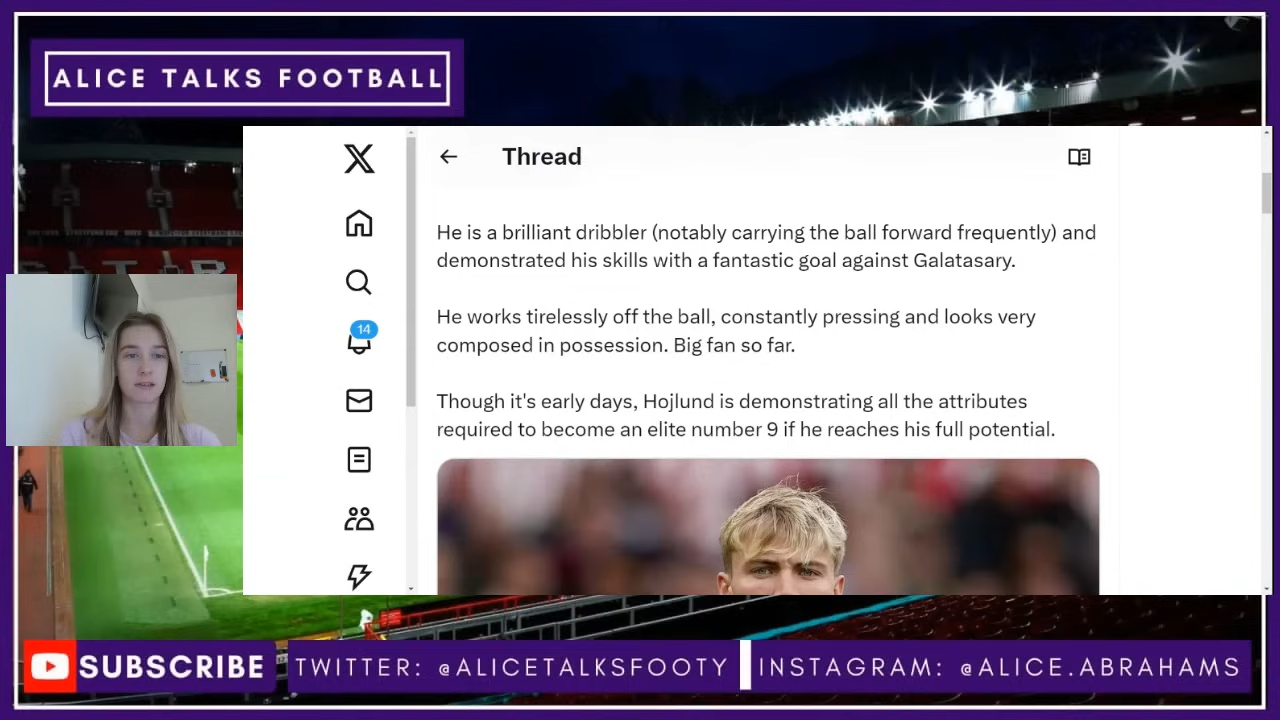 ALICE TALKS FOOTBALL
Thread
He is a brilliant dribbler (notably carrying the ball forward frequently) and
demonstrated his skills with a fantastic goal against Galatasary.
14
He works tirelessly off the ball, constantly pressing and looks very
composed in possession. Big fan so far.
Though it's early days, Hojlund is demonstrating all the attributes
required to become an elite number 9 if he reaches his full potential.
SUBSCRIBE
TWITTER: @ALICETALKSFOOTY
INSTAGRAM: @ALICE.ABRAHAMS